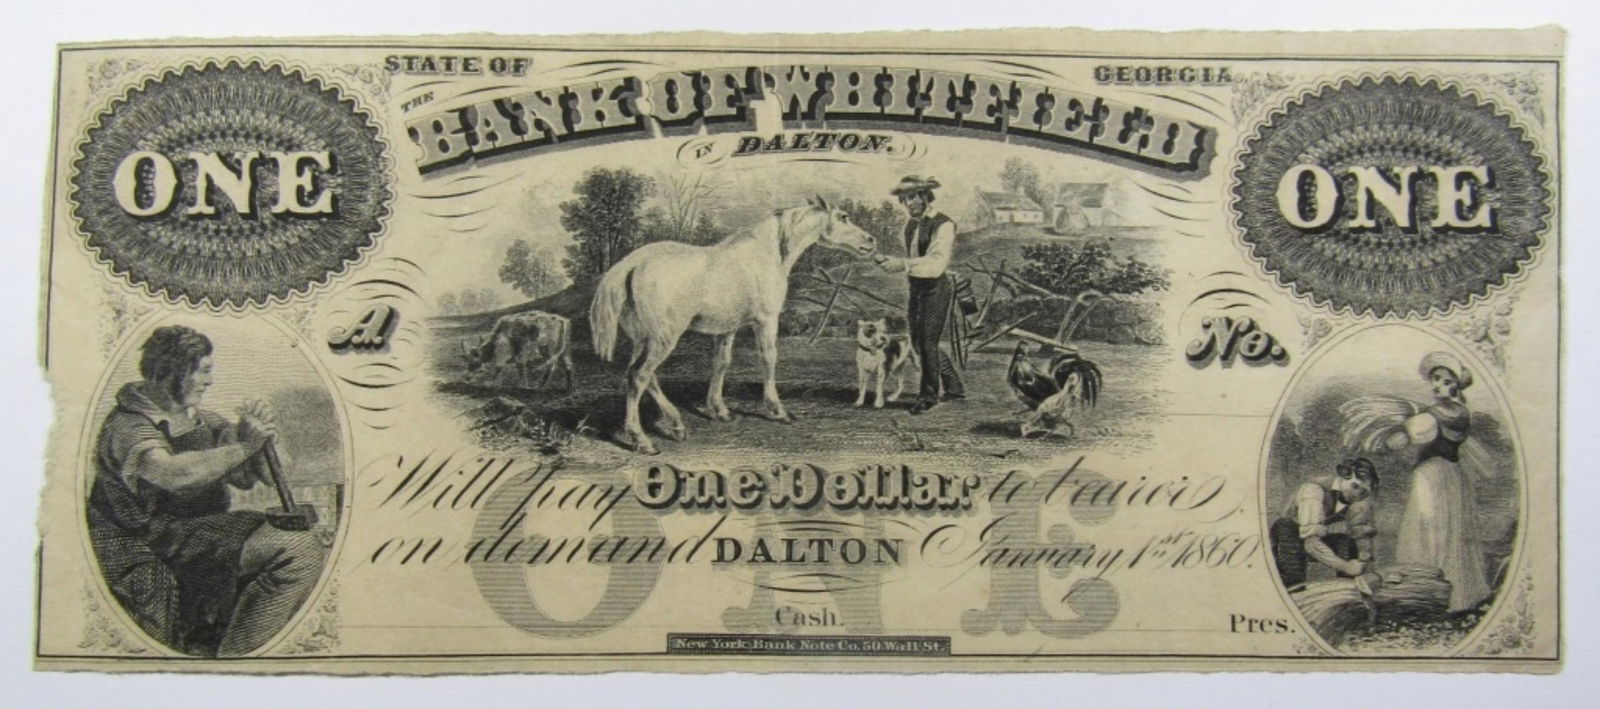 STATE OF GEORGIA
THE BANK OF WHITFIELD
IN DALTON.
ONE ONE
A No.
Will pay One Dollar to bearer
on demand DALTON January 1st 1860.
ONE
Cash. Pres.
New York Bank Note Co. 50 Wall St.